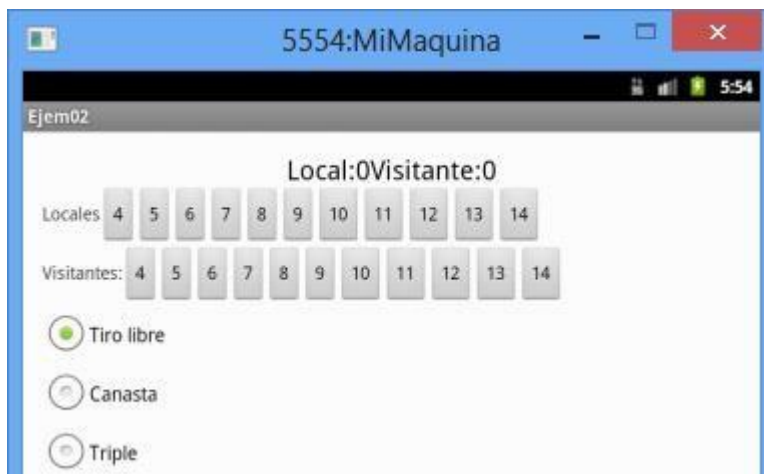 5554:MiMaquina
5:54
Ejem02
Local:0Visitante:0
Locales 4 5 6 7 8 9 10 11 12 13 14
Visitantes: 4 5 6 7 8 9 10 11 12 13 14
Tiro libre
Canasta
Triple